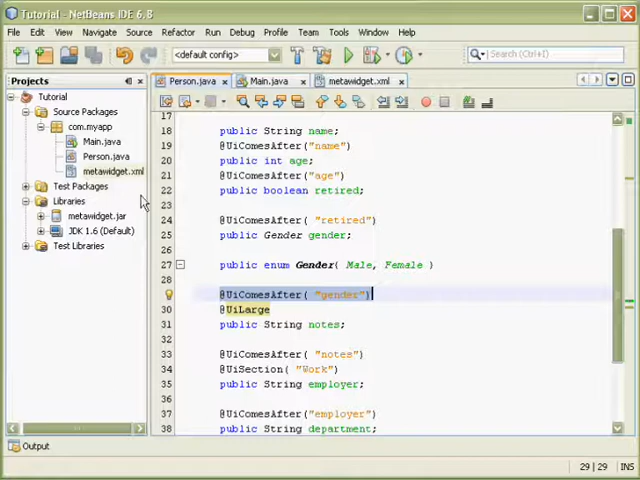 Tutorial - NetBeans IDE 6.8
File Edit View Navigate Source Refactor Run Debug Profile Team Tools Window Help
<default config> Search (Ctrl+I)
Projects
Tutorial
Source Packages
com.myapp
Main.java
Person.java
metawidget.xml
Test Packages
Libraries
metawidget.jar
JDK 1.6 (Default)
Test Libraries
Person.java Main.java metawidget.xml
17
18 public String name;
19 @UiComesAfter("name")
20 public int age;
21 @UiComesAfter("age")
22 public boolean retired;
23
24 @UiComesAfter( "retired")
25 public Gender gender;
26
27 public enum Gender( Male, Female )
28
@UiComesAfter( "gender")
30 @UiLarge
31 public String notes;
32
33 @UiComesAfter( "notes")
34 @UiSection( "Work")
35 public String employer;
36
37 @UiComesAfter("employer")
38 public String department;
Output
29 | 29 INS